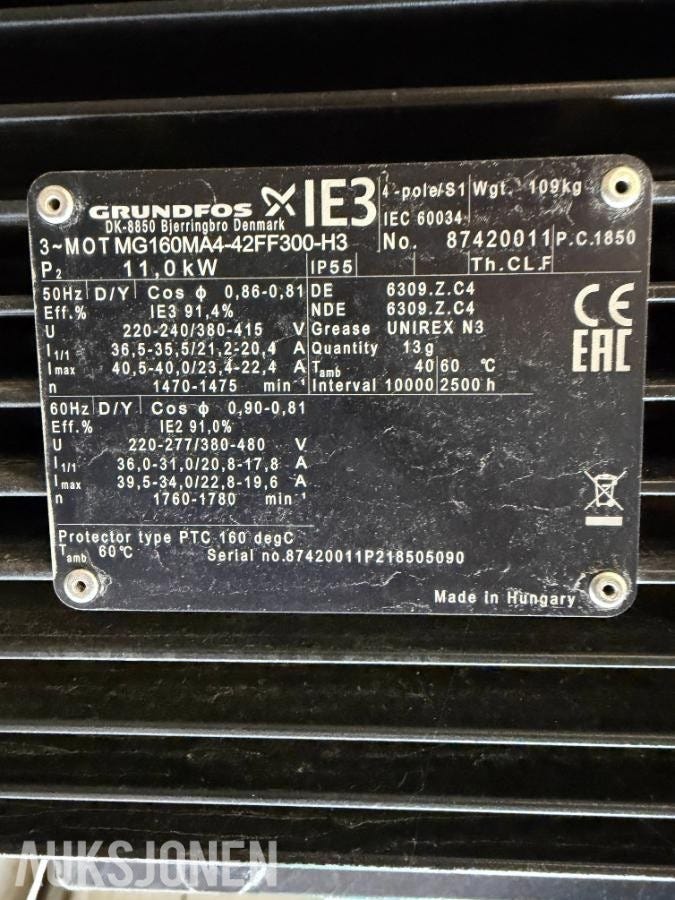 GRUNDFOS IE3 4-pole/S1 Wgt. 109kg
DK-8850 Bjerringbro Denmark IEC 60034
3~MOT MG160MA4-42FF300-H3 No. 87420011 P.C.1850
P2 11,0kW IP55 Th.CL.F
50Hz D/Y Cos ϕ 0,86-0,81 DE 6309.Z.C4
Eff.% IE3 91,4% NDE 6309.Z.C4
U 220-240/380-415 V Grease UNIREX N3
I1/1 36,5-35,5/21,2-20,4 A Quantity 13g
Imax 40,5-40,0/23,4-22,4 A Tamb 40 60 °C
n 1470-1475 min-1 Interval 10000 2500 h
CE
EAC
60Hz D/Y Cos ϕ 0,90-0,81
Eff.% IE2 91,0%
U 220-277/380-480 V
I1/1 36,0-31,0/20,8-17,8 A
Imax 39,5-34,0/22,8-19,6 A
n 1760-1780 min-1
Protector type PTC 160 degC
Tamb 60°C Serial no.87420011P218505090
Made in Hungary
AUKSJONEN